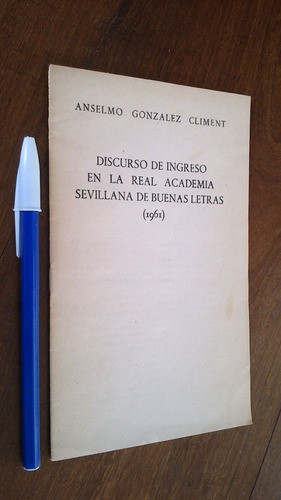 ANSELMO GONZALEZ CLIMENT
DISCURSO DE INGRESO
EN LA REAL ACADEMIA
SEVILLANA DE BUENAS LETRAS
(1961)